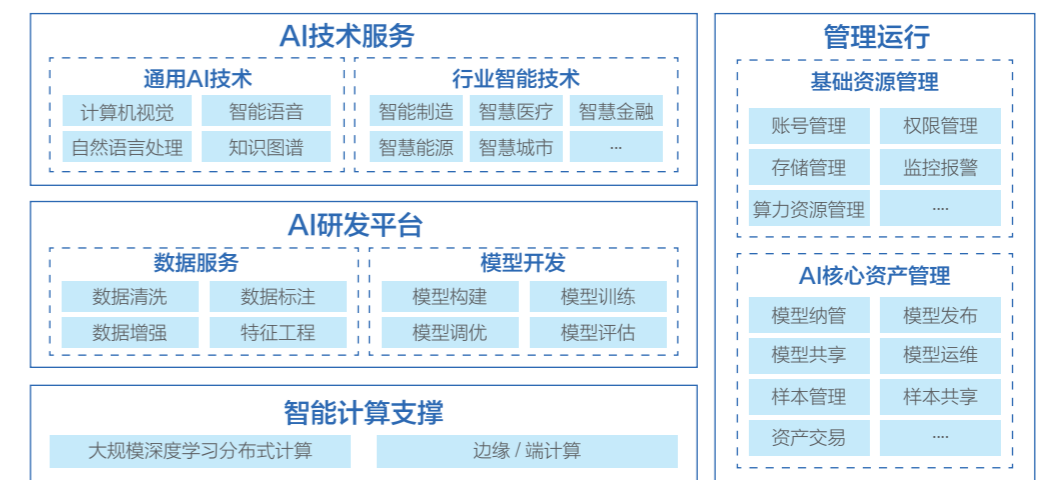 AI技术服务
通用AI技术
计算机视觉 智能语音
自然语言处理 知识图谱
行业智能技术
智能制造 智慧医疗 智慧金融
智慧能源 智慧城市 ...
AI研发平台
数据服务
数据清洗 数据标注
数据增强 特征工程
模型开发
模型构建 模型训练
模型调优 模型评估
智能计算支撑
大规模深度学习分布式计算 边缘 / 端计算
管理运行
基础资源管理
账号管理 权限管理
存储管理 监控报警
算力资源管理 ....
AI核心资产管理
模型纳管 模型发布
模型共享 模型运维
样本管理 样本共享
资产交易 ....